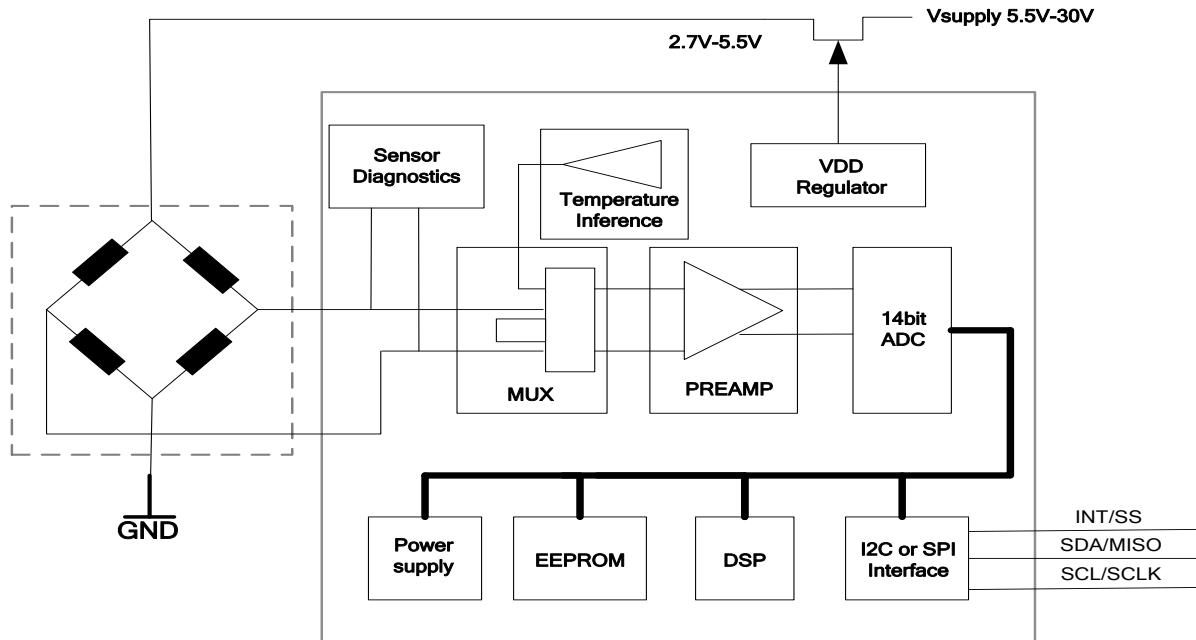 Vsupply 5.5V-30V
2.7V-5.5V
Sensor
Diagnostics
Temperature
Inference
VDD
Regulator
14bit
ADC
MUX
PREAMP
GND
Power
supply
EEPROM
DSP
I2C or SPI
Interface
INT/SS
SDA/MISO
SCL/SCLK